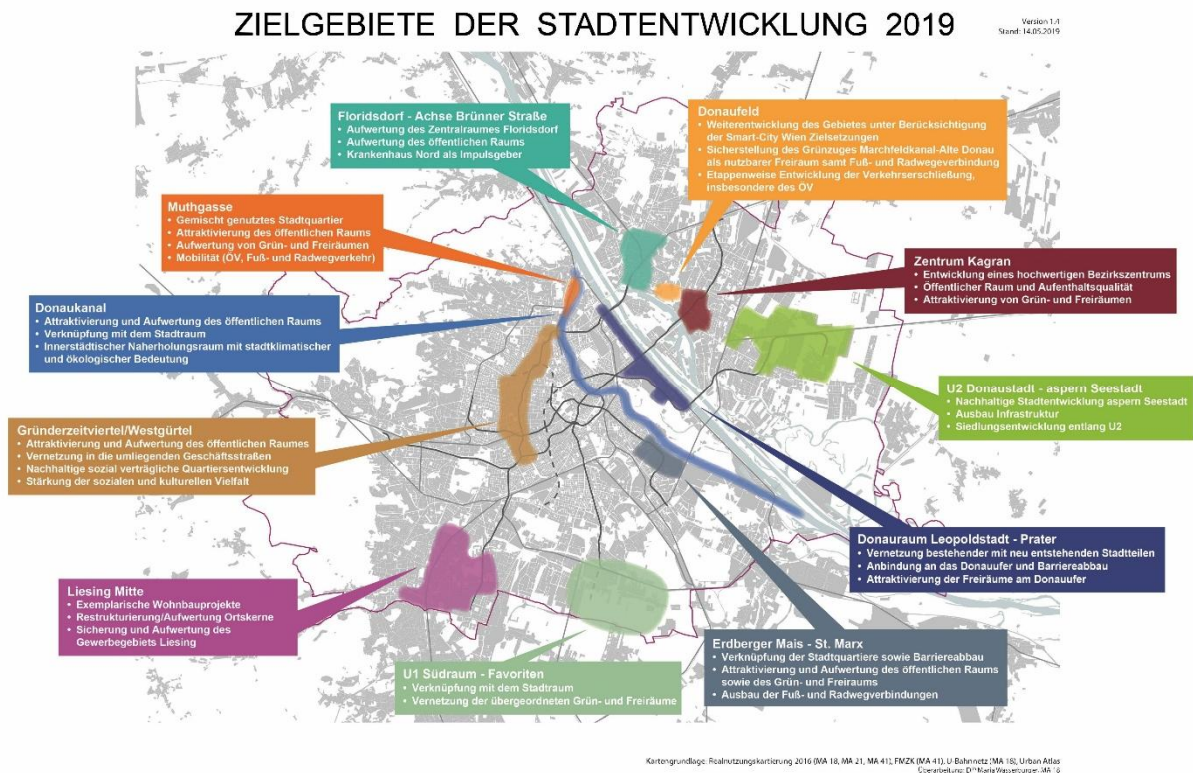 ZIELGEBIETE DER STADTENTWICKLUNG 2019
Version 1.1
Stand: 14.05.2019
Floridsdorf - Achse Brünner Straße
• Aufwertung des Zentralraumes Floridsdorf
• Aufwertung des öffentlichen Raums
• Krankenhaus Nord als Impulsgeber
Donaufeld
• Weiterentwicklung des Gebietes unter Berücksichtigung
der Smart-City Wien Zielsetzungen
• Sicherstellung des Grünzuges Marchfeldkanal-Alte Donau
als nutzbarer Freiraum samt Fuß- und Radwegeverbindung
• Etappenweise Entwicklung der Verkehrserschließung,
insbesondere des ÖV
Muthgasse
• Gemischt genutztes Stadtquartier
• Attraktivierung des öffentlichen Raums
• Aufwertung von Grün- und Freiräumen
• Mobilität (ÖV, Fuß- und Radwegverkehr)
Zentrum Kagran
• Entwicklung eines hochwertigen Bezirkszentrums
• Öffentlicher Raum und Aufenthaltsqualität
• Attraktivierung von Grün- und Freiräumen
Donaukanal
• Attraktivierung und Aufwertung des öffentlichen Raums
• Verknüpfung mit dem Stadtraum
• Innerstädtischer Naherholungsraum mit stadtklimatischer
und ökologischer Bedeutung
U2 Donaustadt - aspern Seestadt
• Nachhaltige Stadtentwicklung aspern Seestadt
• Ausbau Infrastruktur
• Siedlungsentwicklung entlang U2
Gründerzeitviertel/Westgürtel
• Attraktivierung und Aufwertung des öffentlichen Raumes
• Vernetzung in die umliegenden Geschäftsstraßen
• Nachhaltige sozial verträgliche Quartiersentwicklung
• Stärkung der sozialen und kulturellen Vielfalt
Donauraum Leopoldstadt - Prater
• Vernetzung bestehender mit neu entstehenden Stadtteilen
• Anbindung an das Donauufer und Barriereabbau
• Attraktivierung der Freiräume am Donauufer
Liesing Mitte
• Exemplarische Wohnbauprojekte
• Restrukturierung/Aufwertung Ortskerne
• Sicherung und Aufwertung des
Gewerbegebiets Liesing
Erdberger Mais - St. Marx
• Verknüpfung der Stadtquartiere sowie Barriereabbau
• Attraktivierung und Aufwertung des öffentlichen Raums
sowie des Grün- und Freiraums
• Ausbau der Fuß- und Radwegverbindungen
U1 Südraum - Favoriten
• Verknüpfung mit dem Stadtraum
• Vernetzung der übergeordneten Grün- und Freiräume
Kartengrundlage: Realnutzungskartierung 2016 (MA 18, MA 21, MA 41), FMZK (MA 41), U-Bahnnetz (MA 18), Urban Atlas
Überarbeitung: DIin Maria Wasserburger, MA 18